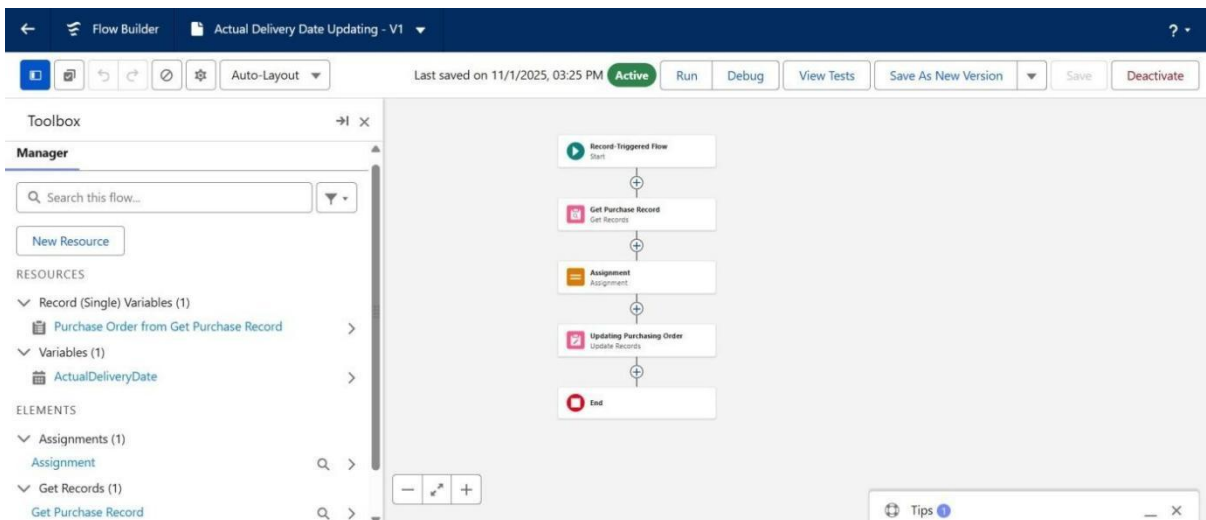 Flow Builder
Actual Delivery Date Updating - V1
?
Auto-Layout
Last saved on 11/1/2025, 03:25 PM
Active
Run
Debug
View Tests
Save As New Version
Save
Deactivate
Toolbox
Manager
Search this flow...
New Resource
RESOURCES
Record (Single) Variables (1)
Purchase Order from Get Purchase Record
Variables (1)
ActualDeliveryDate
ELEMENTS
Assignments (1)
Assignment
Get Records (1)
Get Purchase Record
Record-Triggered Flow
Start
Get Purchase Record
Get Records
Assignment
Assignment
Updating Purchasing Order
Update Records
End
Tips 1